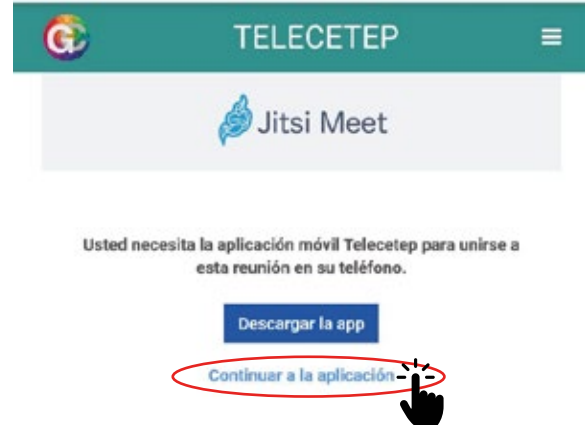 TELECETEP
Jitsi Meet
Usted necesita la aplicación móvil Telecetep para unirse a
esta reunión en su teléfono.
Descargar la app
Continuar a la aplicación